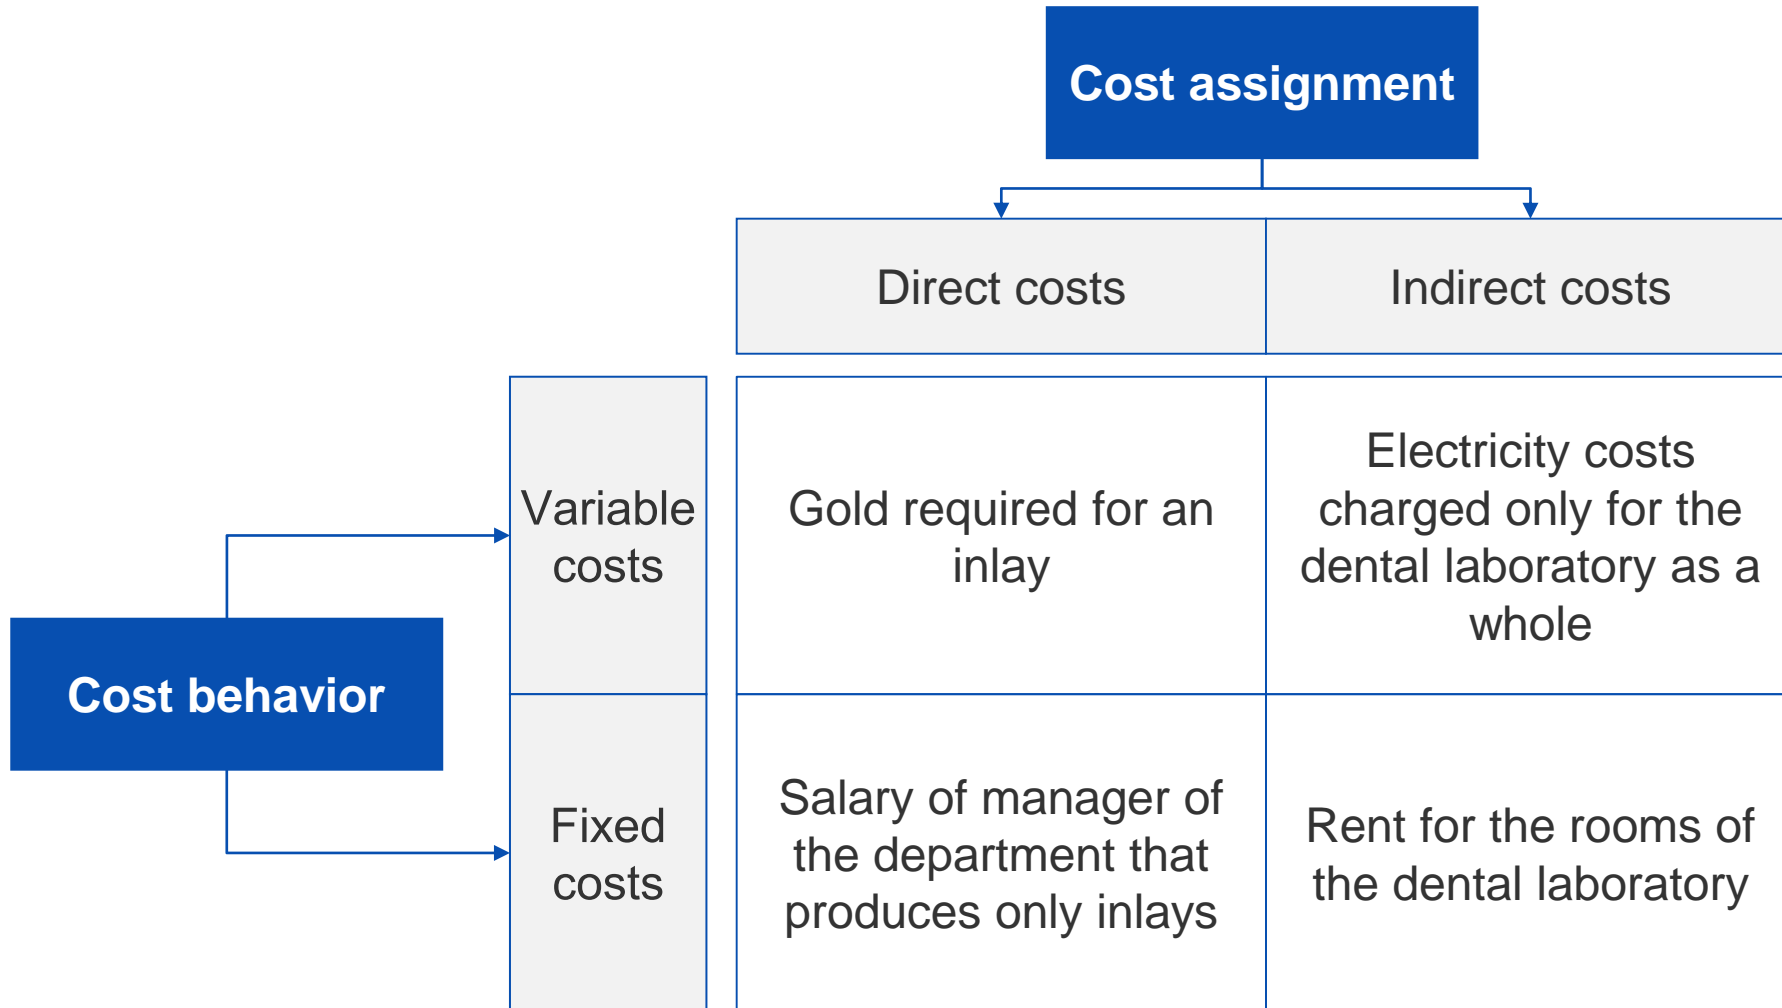 Cost assignment
Direct costs
Indirect costs
Variable
costs
Gold required for an
inlay
Electricity costs
charged only for the
dental laboratory as a
whole
Cost behavior
Fixed
costs
Salary of manager of
the department that
produces only inlays
Rent for the rooms of
the dental laboratory